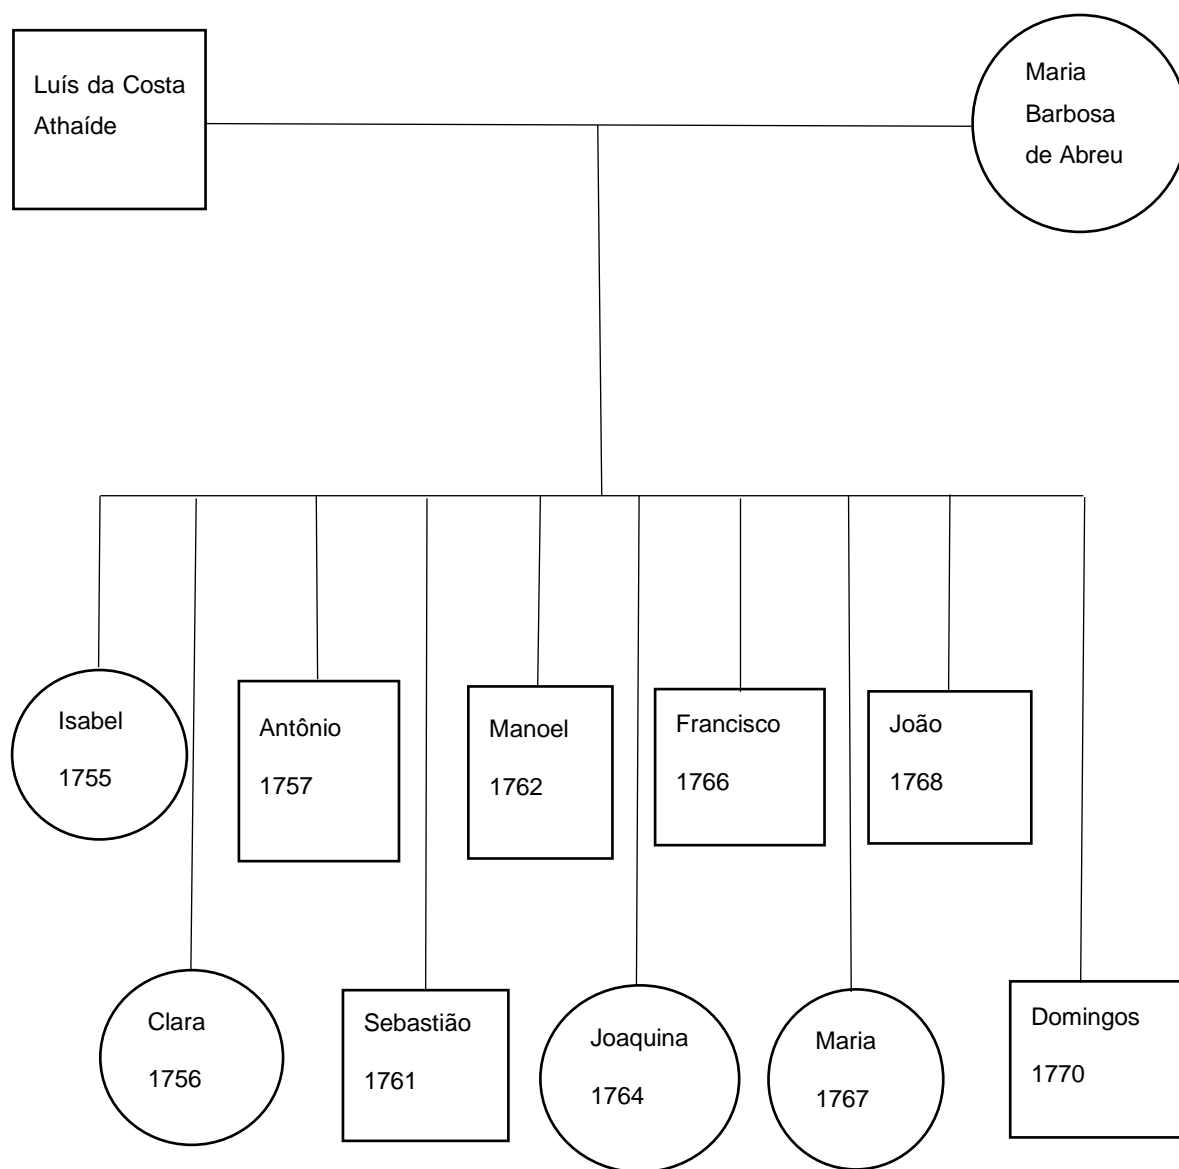 Luís da Costa
Athaíde
Maria
Barbosa
de Abreu
Isabel
1755
Antônio
1757
Manoel
1762
Francisco
1766
João
1768
Clara
1756
Sebastião
1761
Joaquina
1764
Maria
1767
Domingos
1770